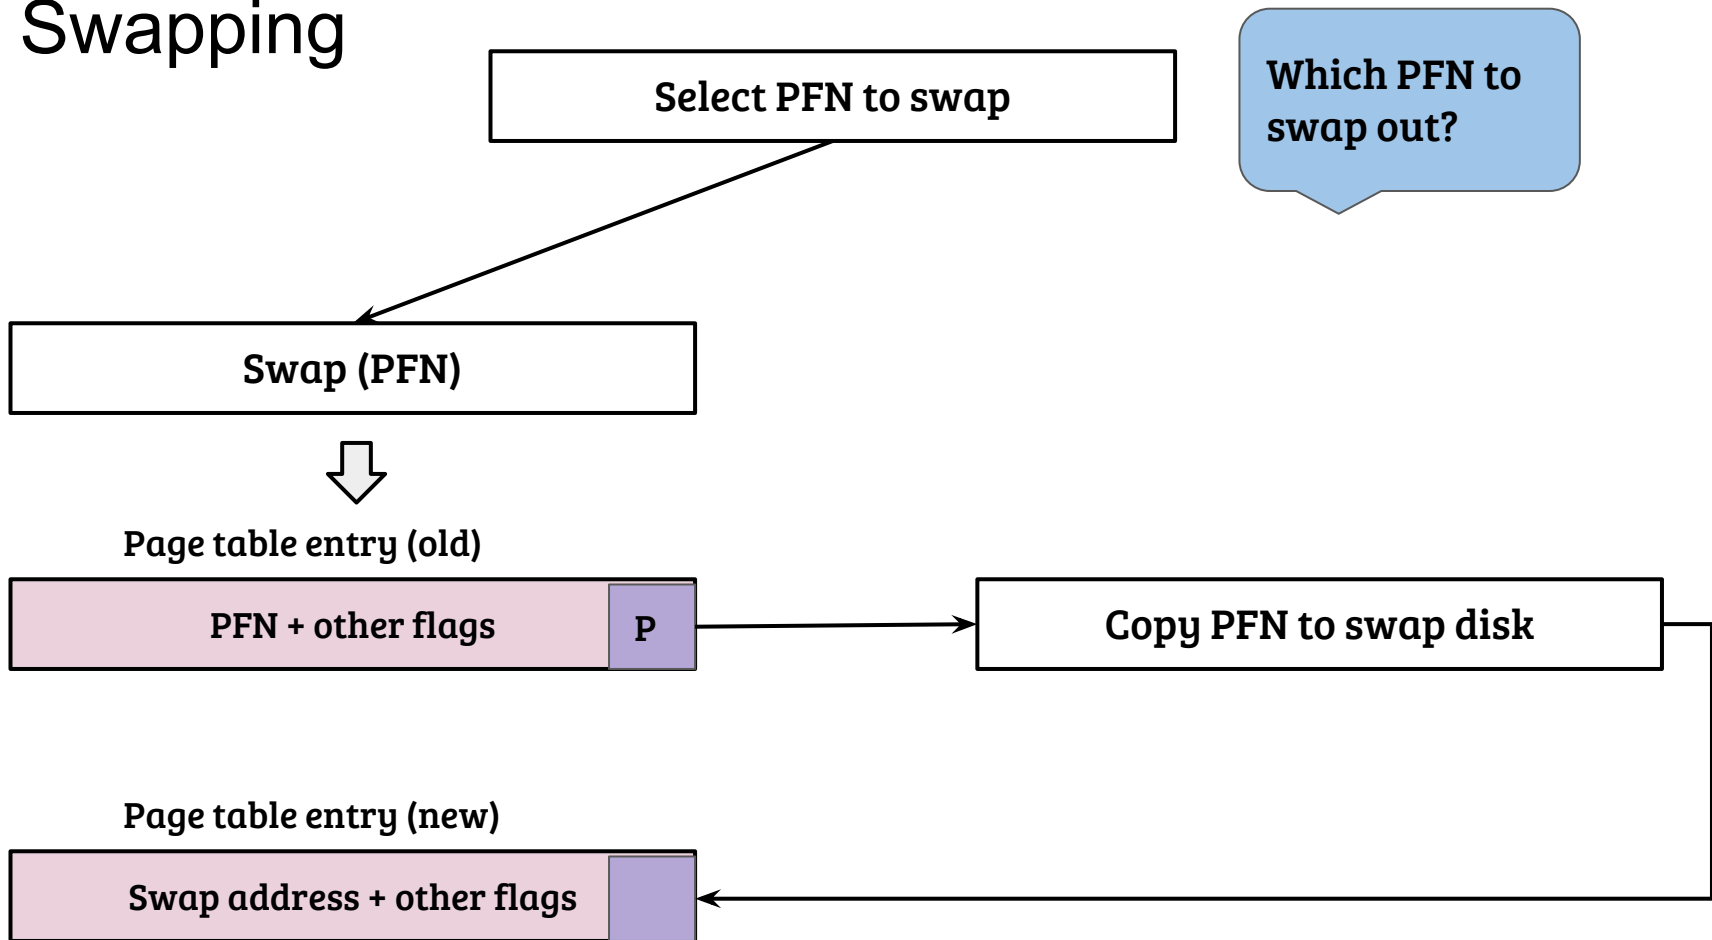 Swapping
Select PFN to swap
Which PFN to
swap out?
Swap (PFN)
Page table entry (old)
PFN + other flags
P
Copy PFN to swap disk
Page table entry (new)
Swap address + other flags